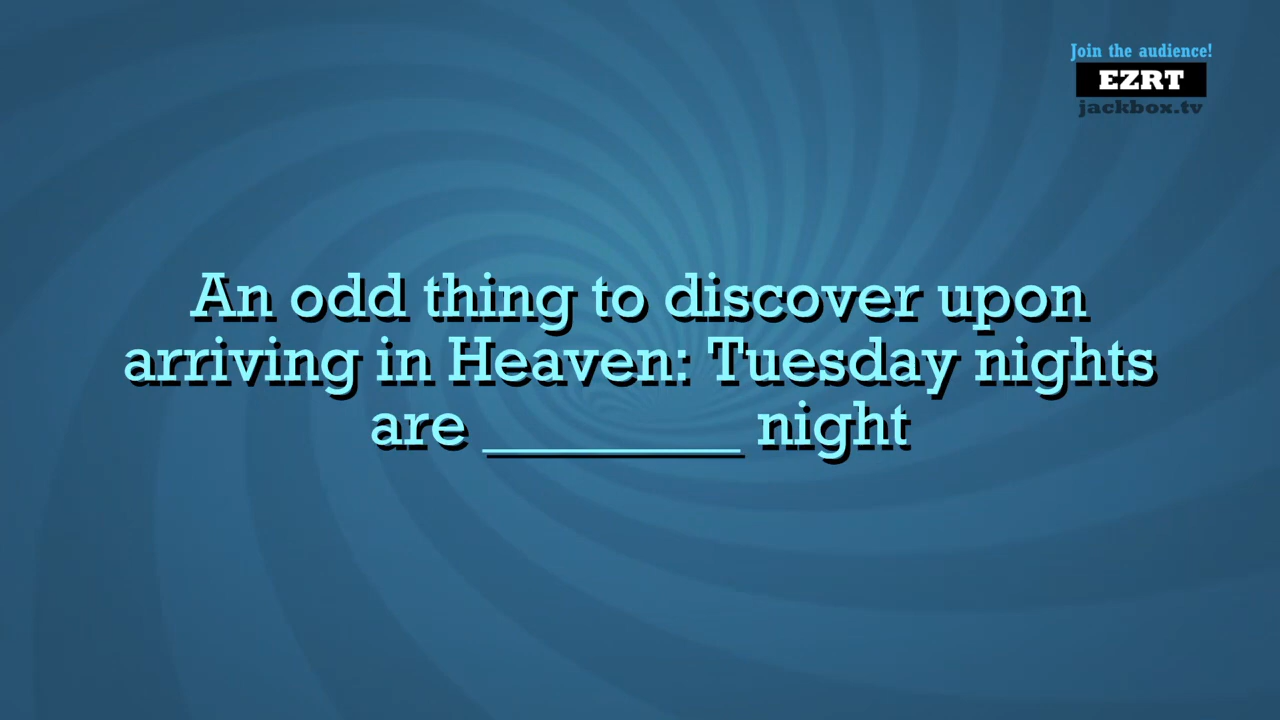 Join the audience!
EZRT
jackbox.tv
An odd thing to discover upon
arriving in Heaven: Tuesday nights
are ________ night